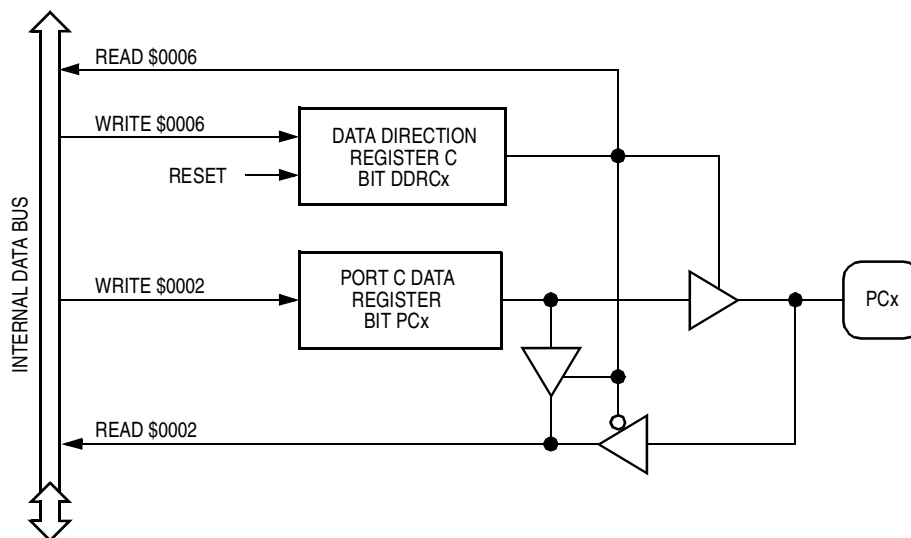 READ $0006
WRITE $0006
DATA DIRECTION
REGISTER C
BIT DDRCx
RESET
INTERNAL DATA BUS
WRITE $0002
PORT C DATA
REGISTER
BIT PCx
PCx
READ $0002